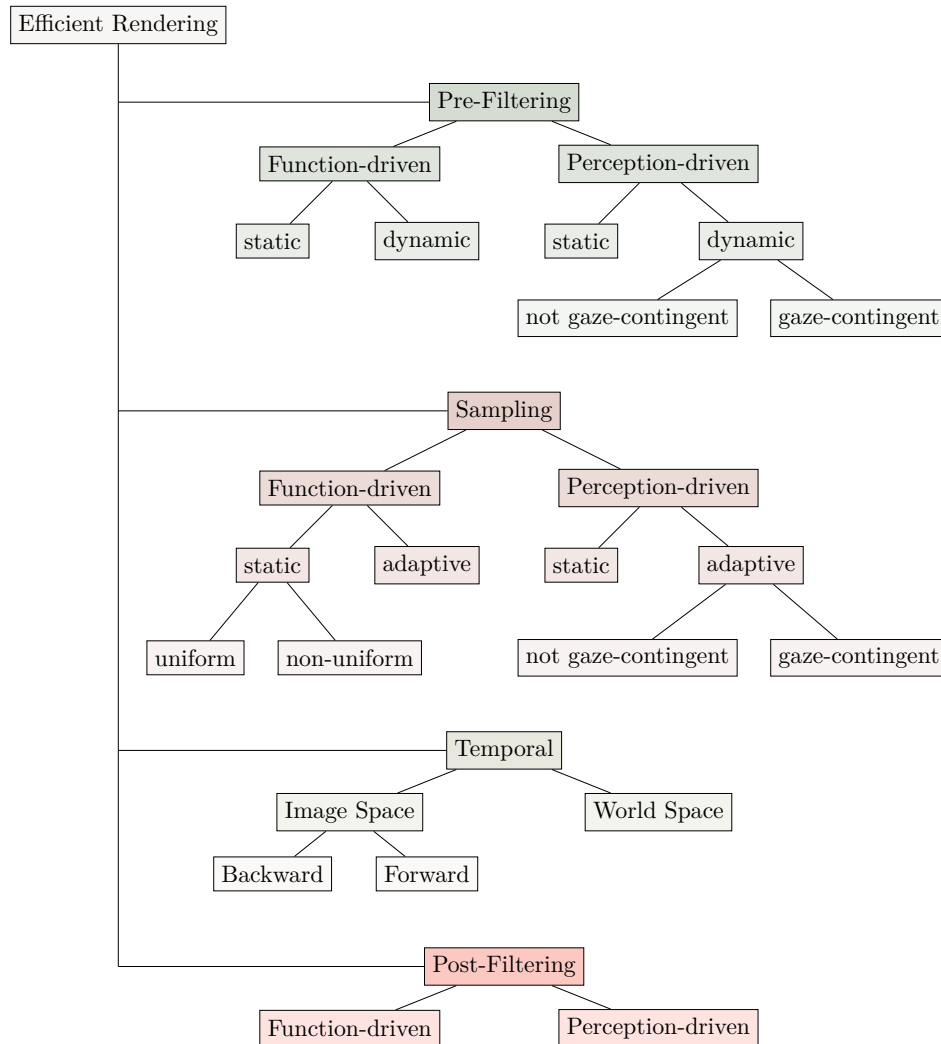 Efficient Rendering
Pre-Filtering
Function-driven
Perception-driven
static
dynamic
static
dynamic
not gaze-contingent
gaze-contingent
Sampling
Function-driven
Perception-driven
static
adaptive
static
adaptive
uniform
non-uniform
not gaze-contingent
gaze-contingent
Temporal
Image Space
World Space
Backward
Forward
Post-Filtering
Function-driven
Perception-driven